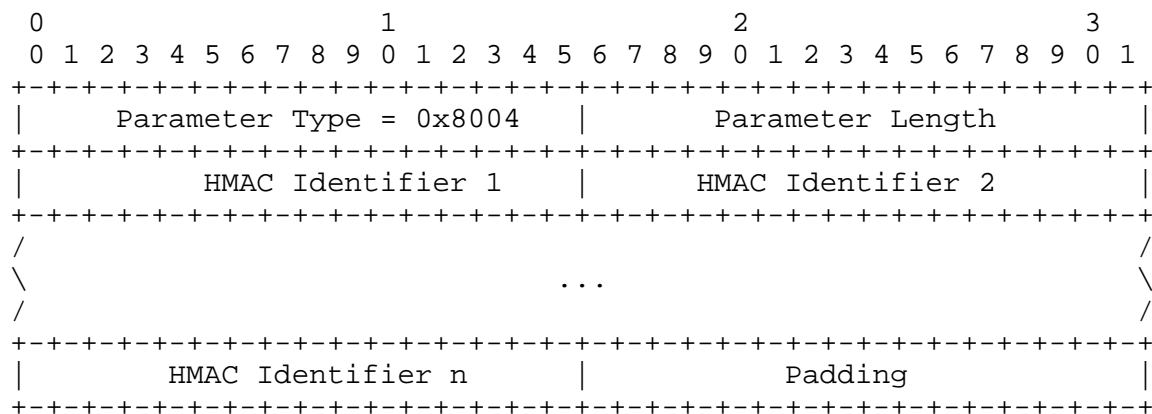 0                   1                   2                   3
 0 1 2 3 4 5 6 7 8 9 0 1 2 3 4 5 6 7 8 9 0 1 2 3 4 5 6 7 8 9 0 1
+-+-+-+-+-+-+-+-+-+-+-+-+-+-+-+-+-+-+-+-+-+-+-+-+-+-+-+-+-+-+-+-+
|     Parameter Type = 0x8004   |       Parameter Length        |
+-+-+-+-+-+-+-+-+-+-+-+-+-+-+-+-+-+-+-+-+-+-+-+-+-+-+-+-+-+-+-+-+
|          HMAC Identifier 1    |      HMAC Identifier 2        |
+-+-+-+-+-+-+-+-+-+-+-+-+-+-+-+-+-+-+-+-+-+-+-+-+-+-+-+-+-+-+-+-+
/                                                               /
\                              ...                              \
/                                                               /
+-+-+-+-+-+-+-+-+-+-+-+-+-+-+-+-+-+-+-+-+-+-+-+-+-+-+-+-+-+-+-+-+
|        HMAC Identifier n      |           Padding             |
+-+-+-+-+-+-+-+-+-+-+-+-+-+-+-+-+-+-+-+-+-+-+-+-+-+-+-+-+-+-+-+-+